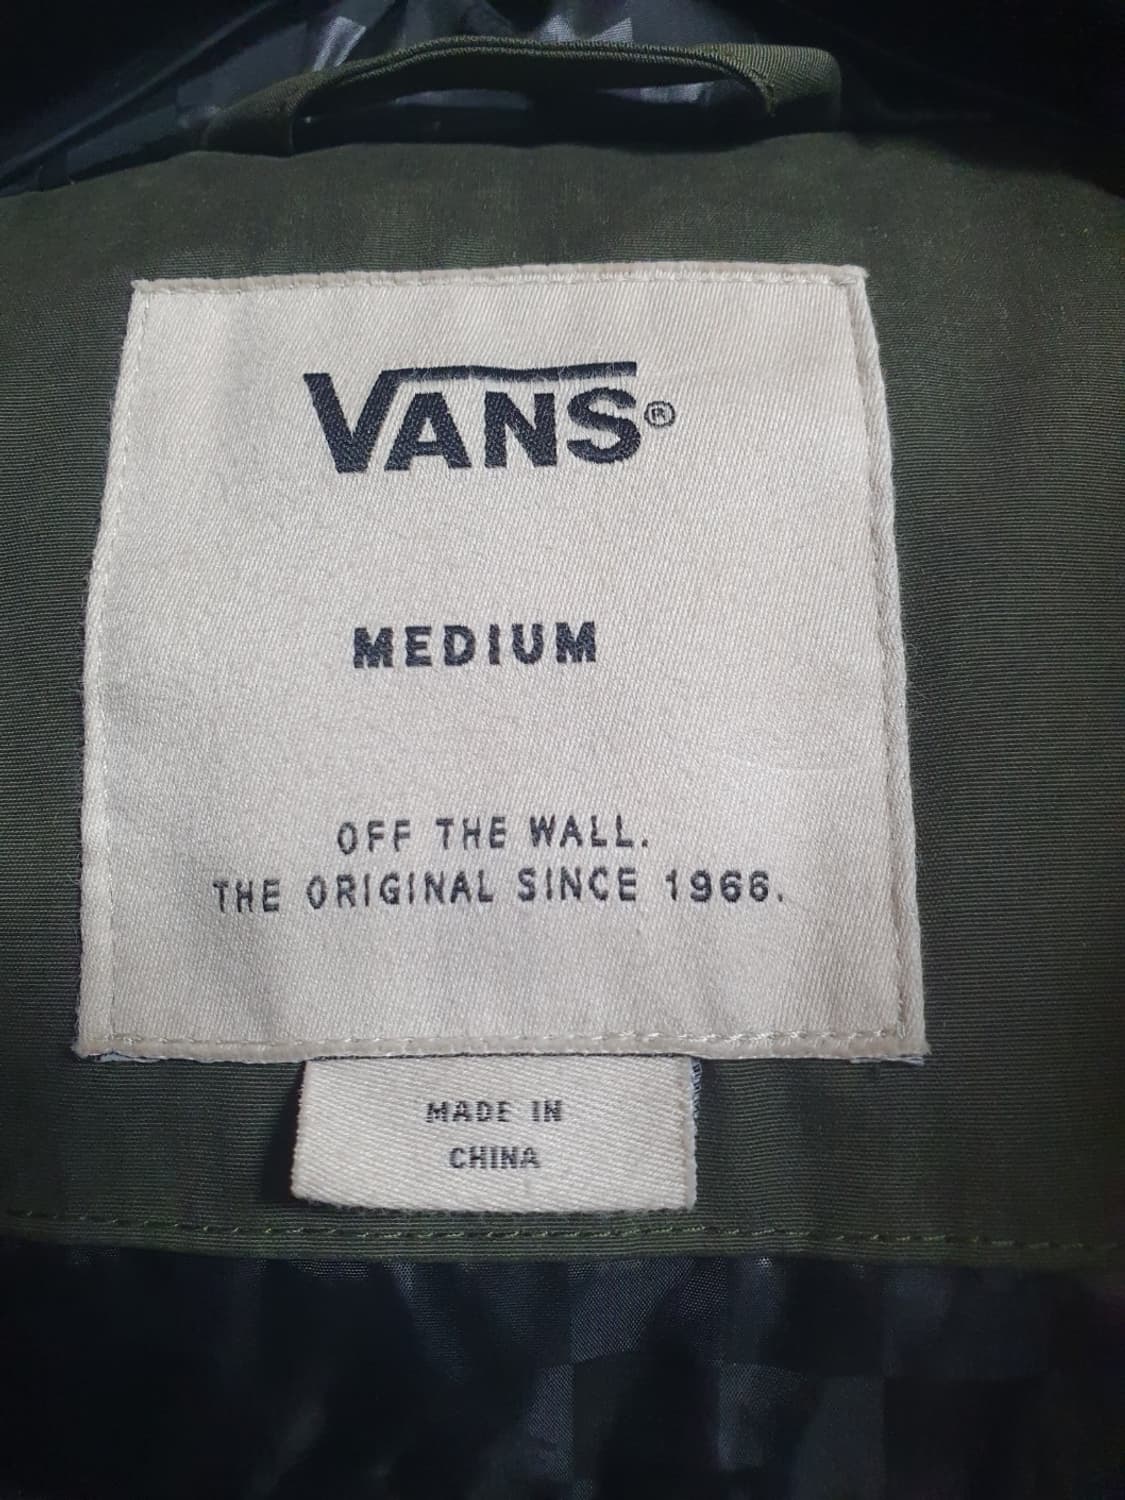 VANS®
MEDIUM
OFF THE WALL.
THE ORIGINAL SINCE 1966.
MADE IN
CHINA